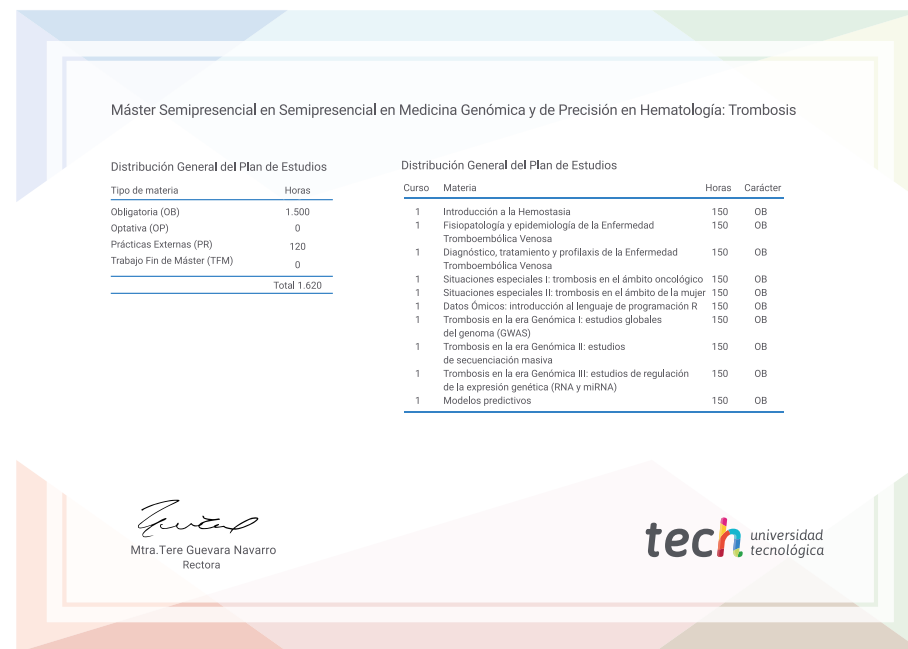 Máster Semipresencial en Semipresencial en Medicina Genómica y de Precisión en Hematología: Trombosis
Distribución General del Plan de Estudios
Tipo de materia Horas
Obligatoria (OB) 1.500
Optativa (OP) 0
Prácticas Externas (PR) 120
Trabajo Fin de Máster (TFM) 0
Total 1.620
Distribución General del Plan de Estudios
Curso Materia Horas Carácter
1 Introducción a la Hemostasia 150 OB
1 Fisiopatología y epidemiología de la Enfermedad 150 OB
Tromboembólica Venosa
1 Diagnóstico, tratamiento y profilaxis de la Enfermedad 150 OB
Tromboembólica Venosa
1 Situaciones especiales I: trombosis en el ámbito oncológico 150 OB
1 Situaciones especiales II: trombosis en el ámbito de la mujer 150 OB
1 Datos Ómicos: introducción al lenguaje de programación R 150 OB
1 Trombosis en la era Genómica I: estudios globales 150 OB
del genoma (GWAS)
1 Trombosis en la era Genómica II: estudios 150 OB
de secuenciación masiva
1 Trombosis en la era Genómica III: estudios de regulación 150 OB
de la expresión genética (RNA y miRNA)
1 Modelos predictivos 150 OB
Mtra.Tere Guevara Navarro
Rectora
tech universidad
tecnológica